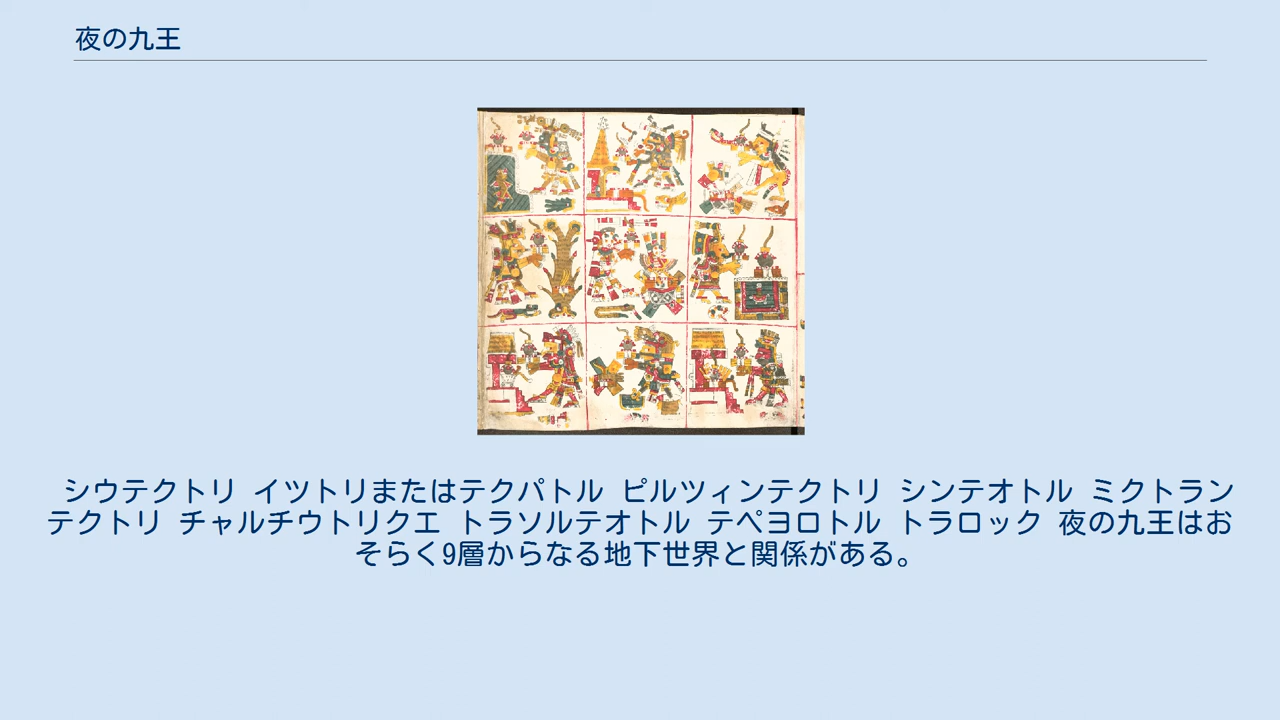 夜の九王
シウテクトリ イツトリまたはテクパトル ピルツィンテクトリ シンテオトル ミクトラン
テクトリ チャルチウトリクエ トラソルテオトル テペヨロトル トラロック 夜の九王はお
そらく9層からなる地下世界と関係がある。